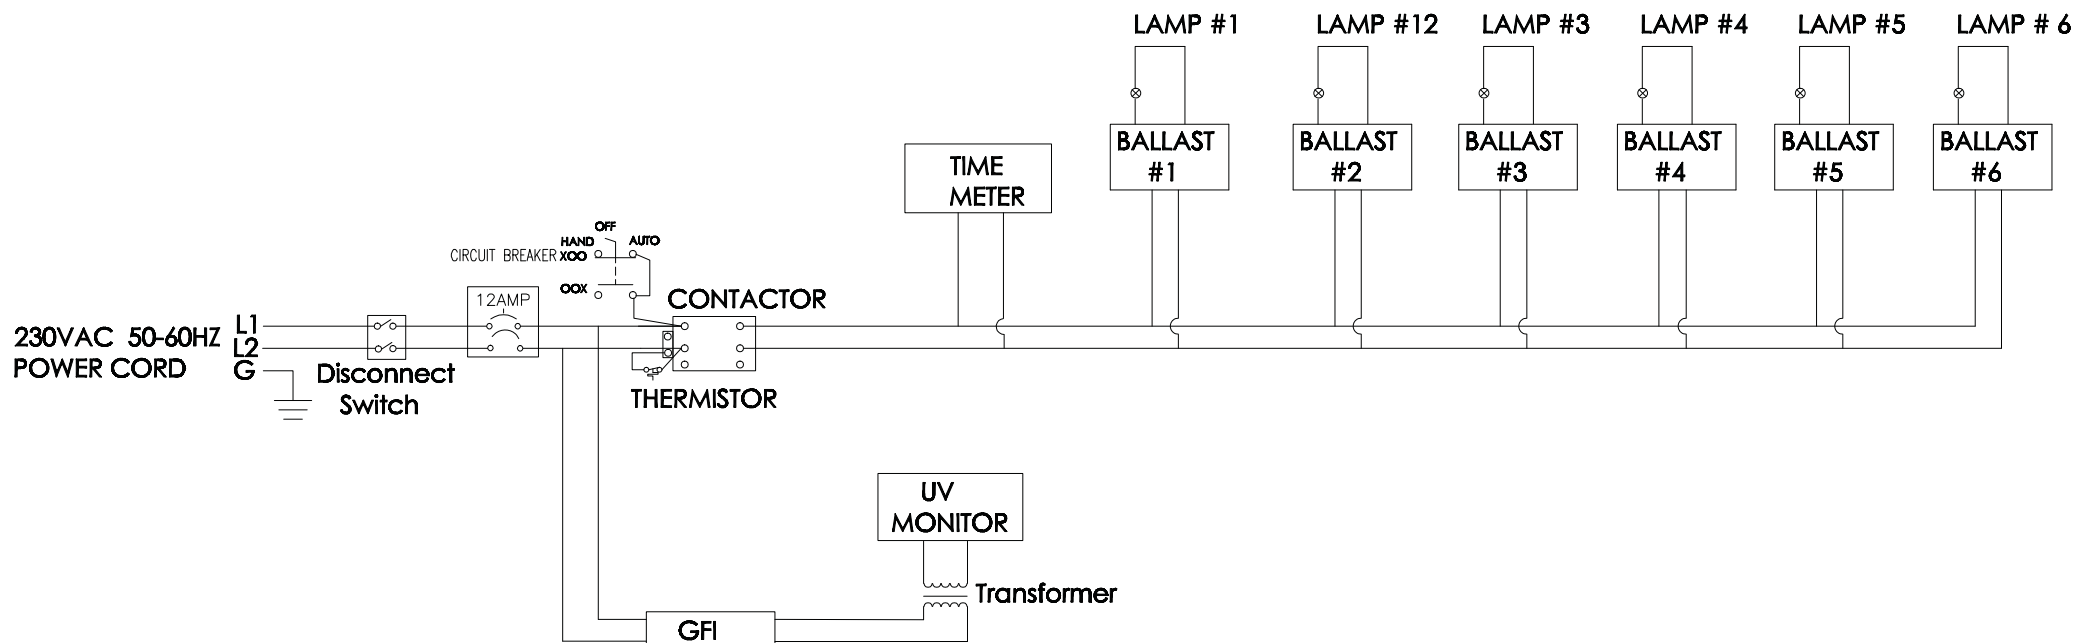 LAMP #1
LAMP #12
LAMP #3
LAMP #4
LAMP #5
LAMP # 6
BALLAST
#1
BALLAST
#2
BALLAST
#3
BALLAST
#4
BALLAST
#5
BALLAST
#6
TIME
METER
OFF
HAND
AUTO
CIRCUIT BREAKER
XOO
OOX
12AMP
CONTACTOR
230VAC 50-60HZ
POWER CORD
L1
L2
G
Disconnect
Switch
THERMISTOR
UV
MONITOR
Transformer
GFI